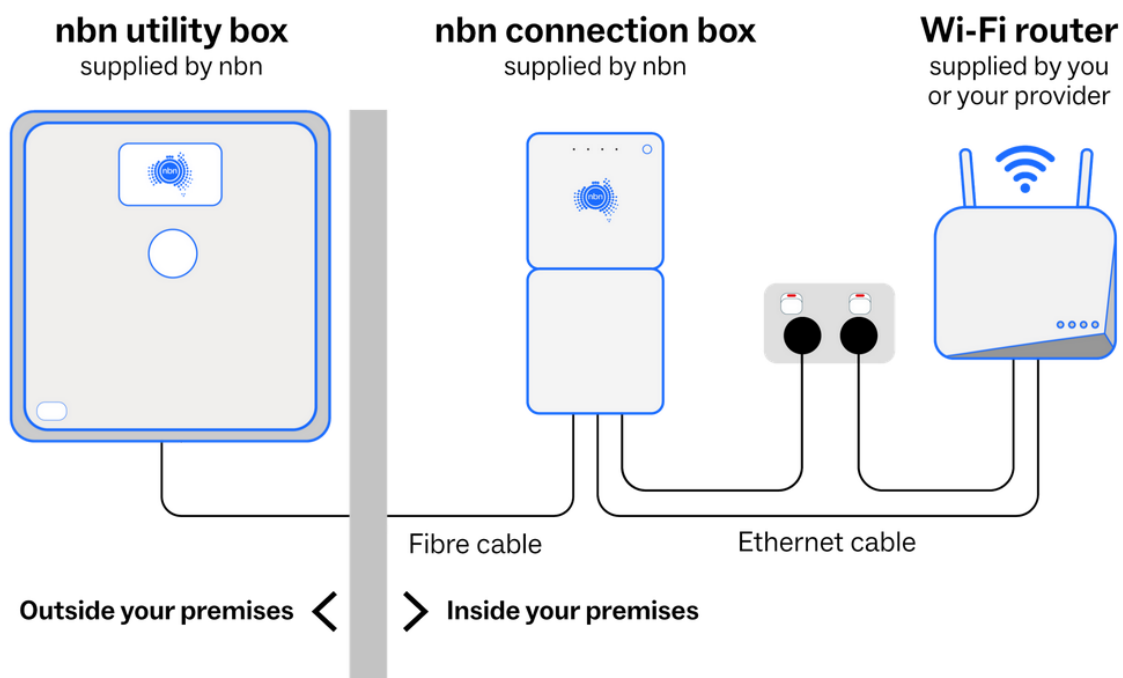 nbn utility box
supplied by nbn
nbn connection box
supplied by nbn
Wi-Fi router
supplied by you
or your provider
nbn
nbn
Fibre cable
Ethernet cable
Outside your premises
Inside your premises